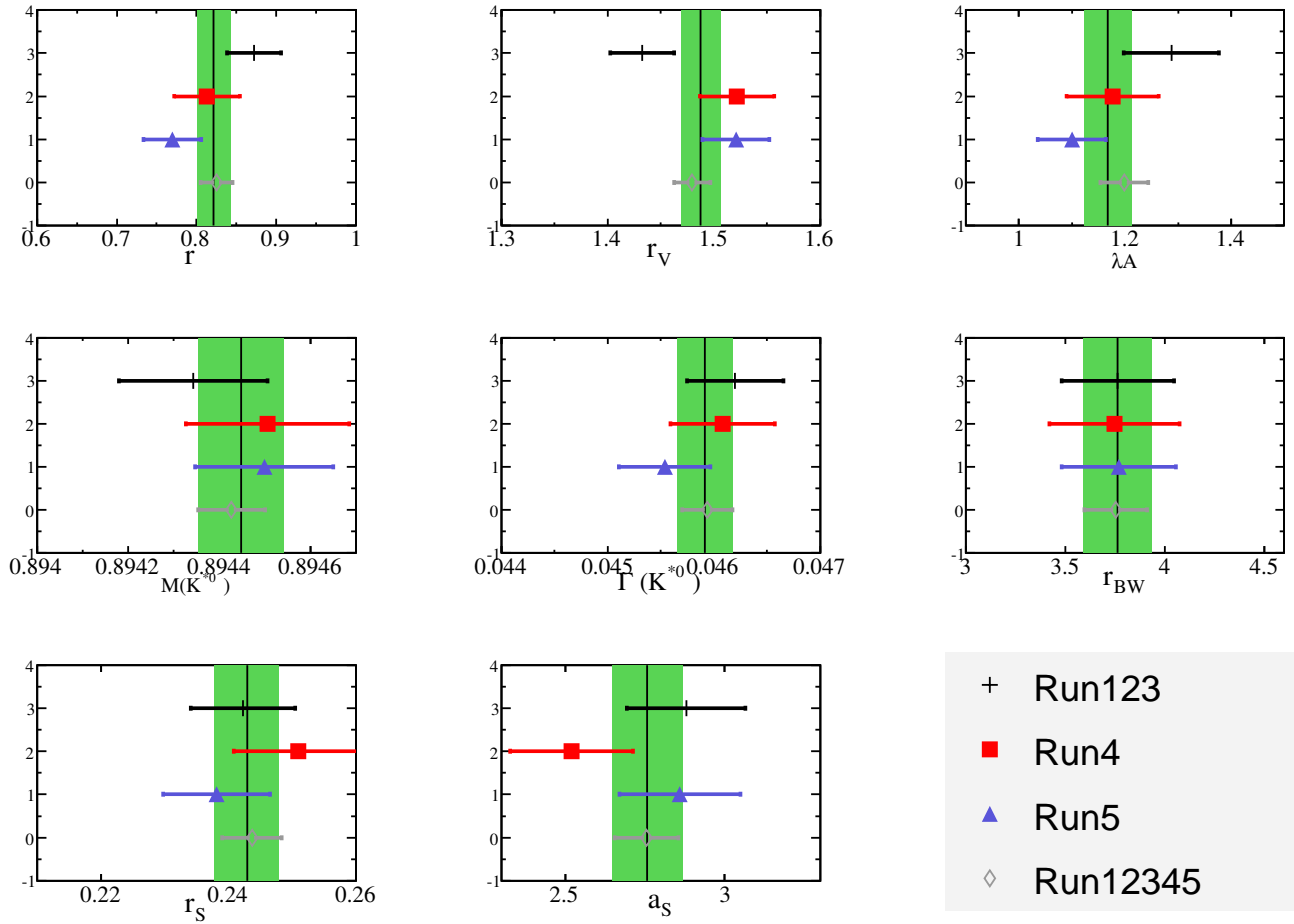 4
3
2
1
0
-1
0.6 0.7 0.8 0.9 1
r
4
3
2
1
0
-1
1.3 1.4 1.5 1.6
r_V
4
3
2
1
0
-1
1 1.2 1.4
λA
4
3
2
1
0
-1
0.894 0.8942 0.8944 0.8946
M(K*0 )
4
3
2
1
0
-1
0.044 0.045 0.046 0.047
Γ (K*0)
4
3
2
1
0
-1
3 3.5 4 4.5
r_BW
4
3
2
1
0
-1
0.22 0.24 0.26
r_S
4
3
2
1
0
-1
2.5 3
a_S
Run123
Run4
Run5
Run12345